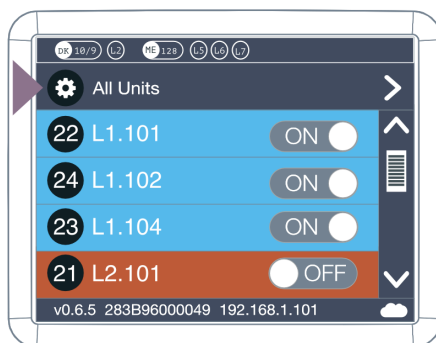 DK 10/9 L2 ME 128 L5 L6 L7
All Units
22 L1.101 ON
24 L1.102 ON
23 L1.104 ON
21 L2.101 OFF
v0.6.5 283B96000049 192.168.1.101